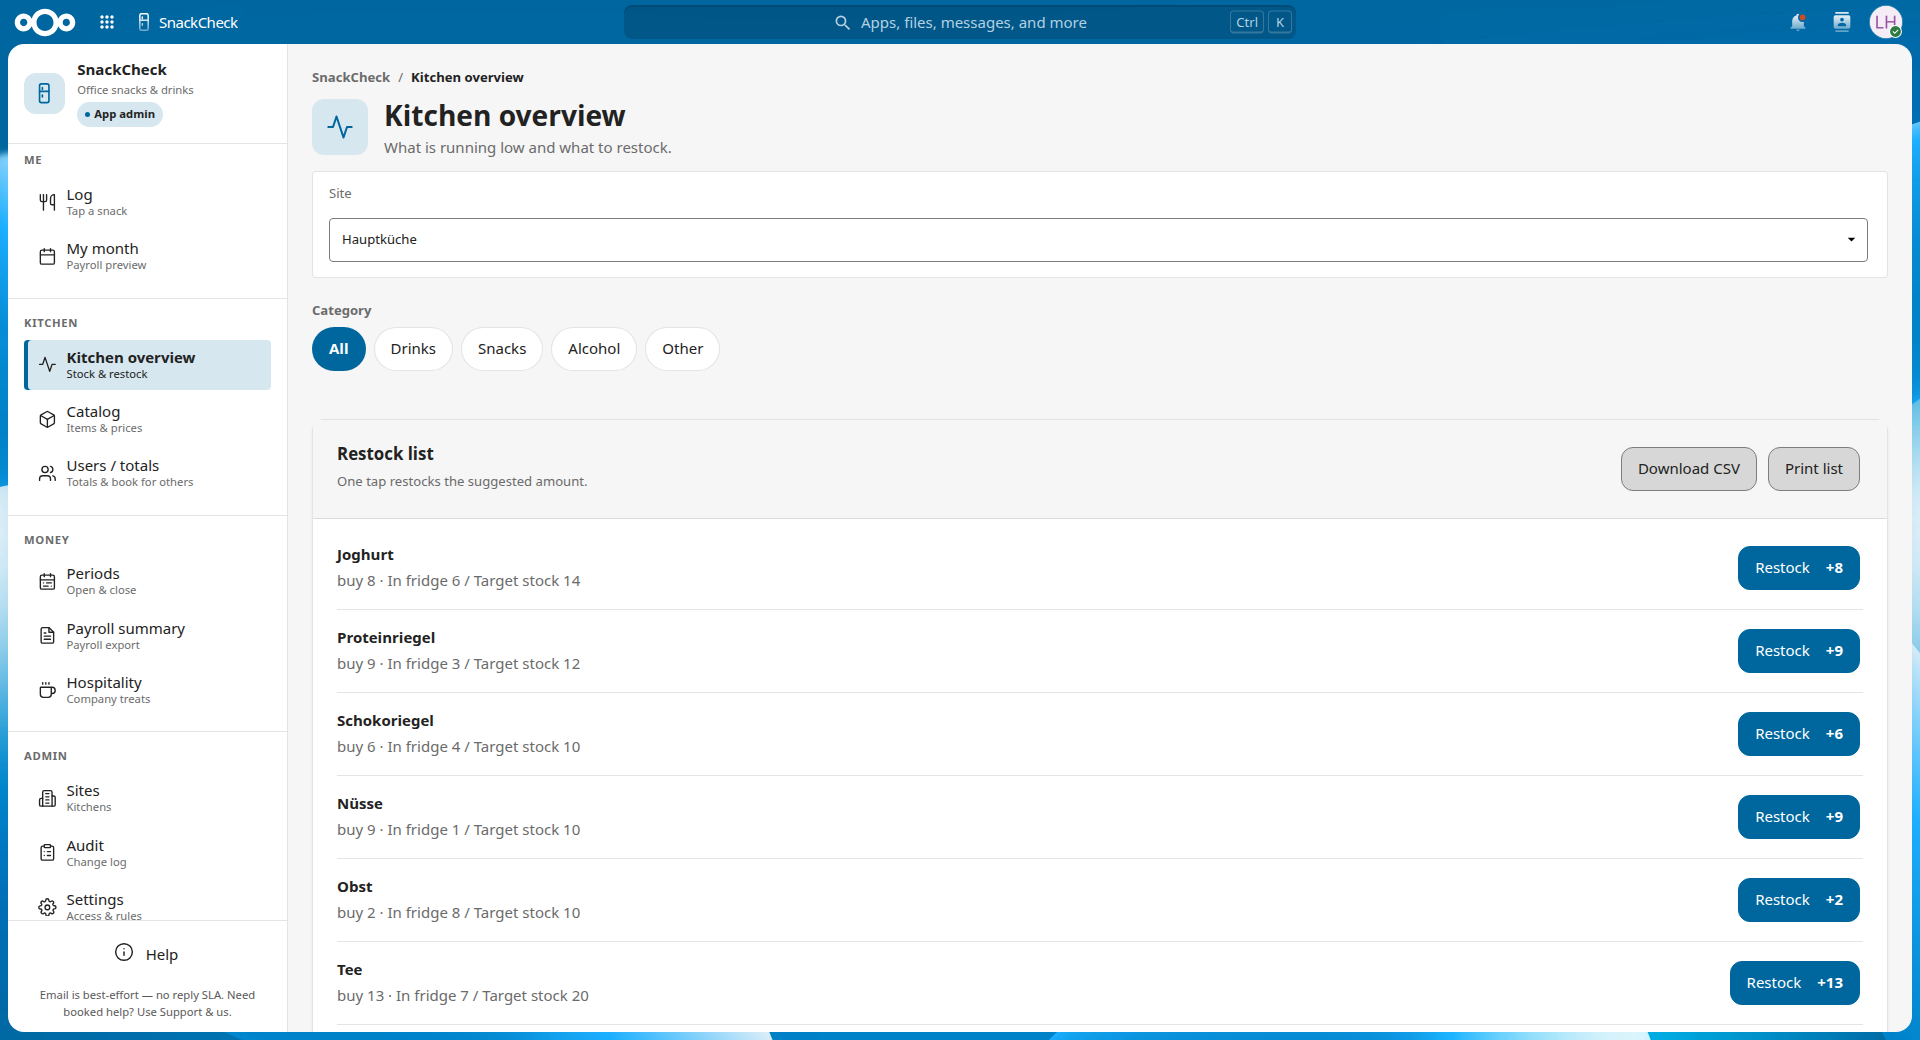 SnackCheck
Apps, files, messages, and more
Ctrl K
LH
SnackCheck
Office snacks & drinks
App admin
ME
Log
Tap a snack
My month
Payroll preview
KITCHEN
Kitchen overview
Stock & restock
Catalog
Items & prices
Users / totals
Totals & book for others
MONEY
Periods
Open & close
Payroll summary
Payroll export
Hospitality
Company treats
ADMIN
Sites
Kitchens
Audit
Change log
Settings
Access & rules
Help
Email is best-effort — no reply SLA. Need
booked help? Use Support & us.
SnackCheck / Kitchen overview
Kitchen overview
What is running low and what to restock.
Site
Hauptküche
Category
All Drinks Snacks Alcohol Other
Restock list
One tap restocks the suggested amount.
Download CSV Print list
Joghurt
buy 8 · In fridge 6 / Target stock 14
Restock +8
Proteinriegel
buy 9 · In fridge 3 / Target stock 12
Restock +9
Schokoriegel
buy 6 · In fridge 4 / Target stock 10
Restock +6
Nüsse
buy 9 · In fridge 1 / Target stock 10
Restock +9
Obst
buy 2 · In fridge 8 / Target stock 10
Restock +2
Tee
buy 13 · In fridge 7 / Target stock 20
Restock +13